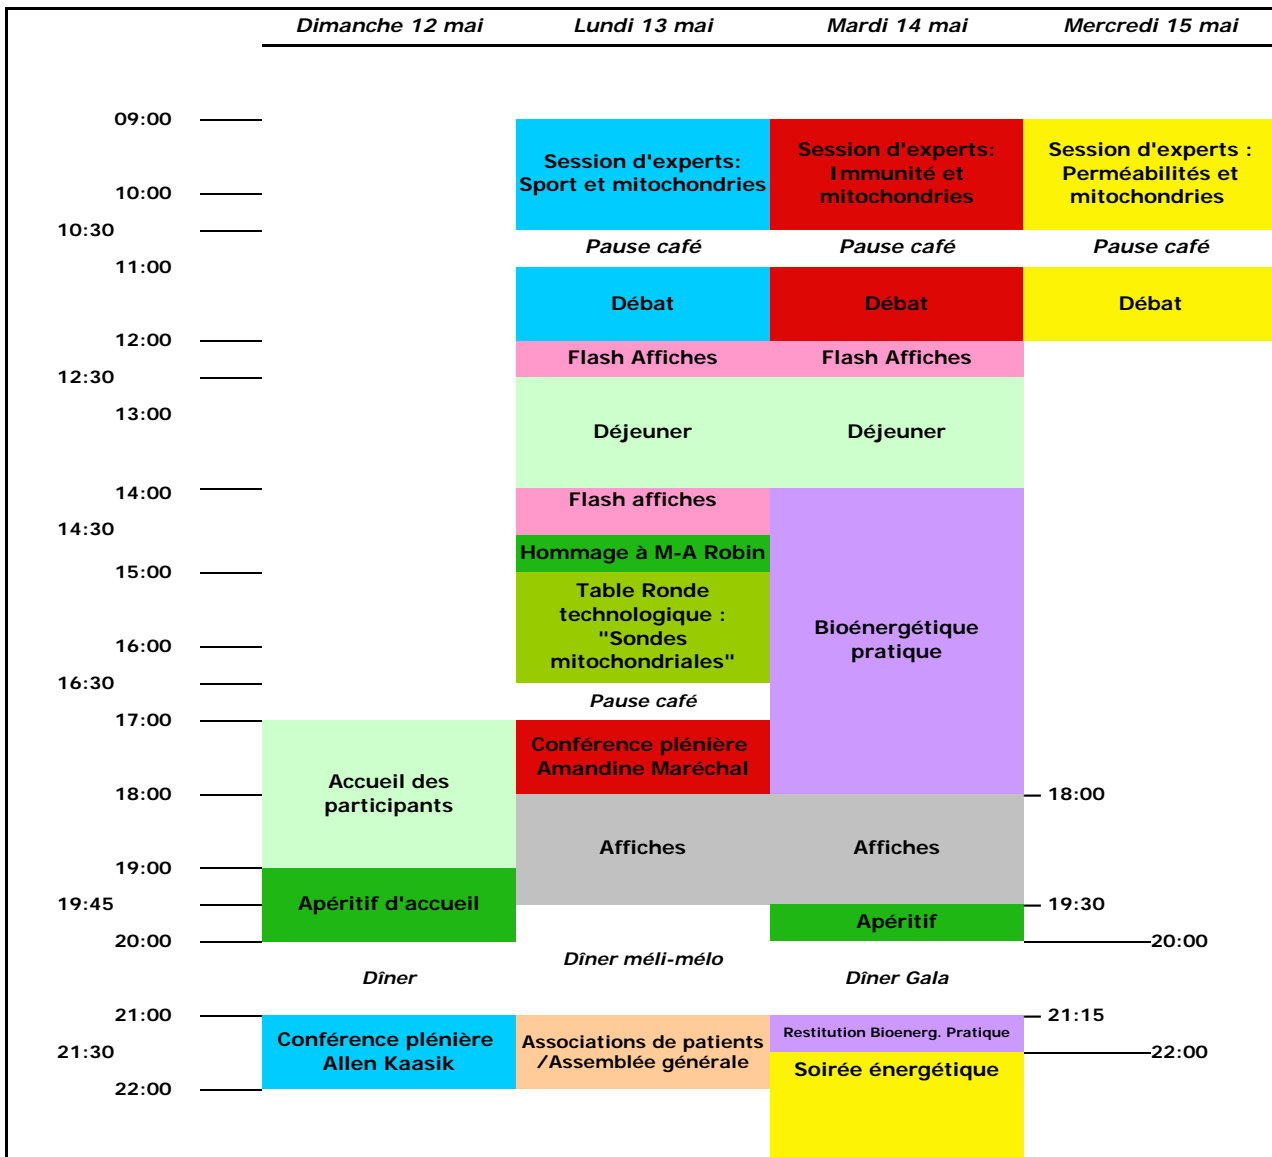 Dimanche 12 mai Lundi 13 mai Mardi 14 mai Mercredi 15 mai
09:00
Session d'experts:
Sport et mitochondries
Session d'experts:
Immunité et
mitochondries
Session d'experts :
Perméabilités et
mitochondries
10:00
10:30
Pause café Pause café Pause café
11:00
Débat Débat Débat
12:00
Flash Affiches Flash Affiches
12:30
13:00
Déjeuner Déjeuner
14:00
Flash affiches
14:30
Hommage à M-A Robin
15:00
Table Ronde
technologique :
"Sondes
mitochondriales"
Bioénergétique
pratique
16:00
16:30
Pause café
17:00
Conférence plénière
Amandine Maréchal
Accueil des
participants
18:00 18:00
Affiches Affiches
19:00
Apéritif d'accueil
19:45 19:30
Apéritif
20:00 20:00
Dîner méli-mélo
Dîner Dîner Gala
21:00 21:15
Conférence plénière
Allen Kaasik
Associations de patients
/Assemblée générale
Restitution Bioenerg. Pratique
21:30 22:00
Soirée énergétique
22:00